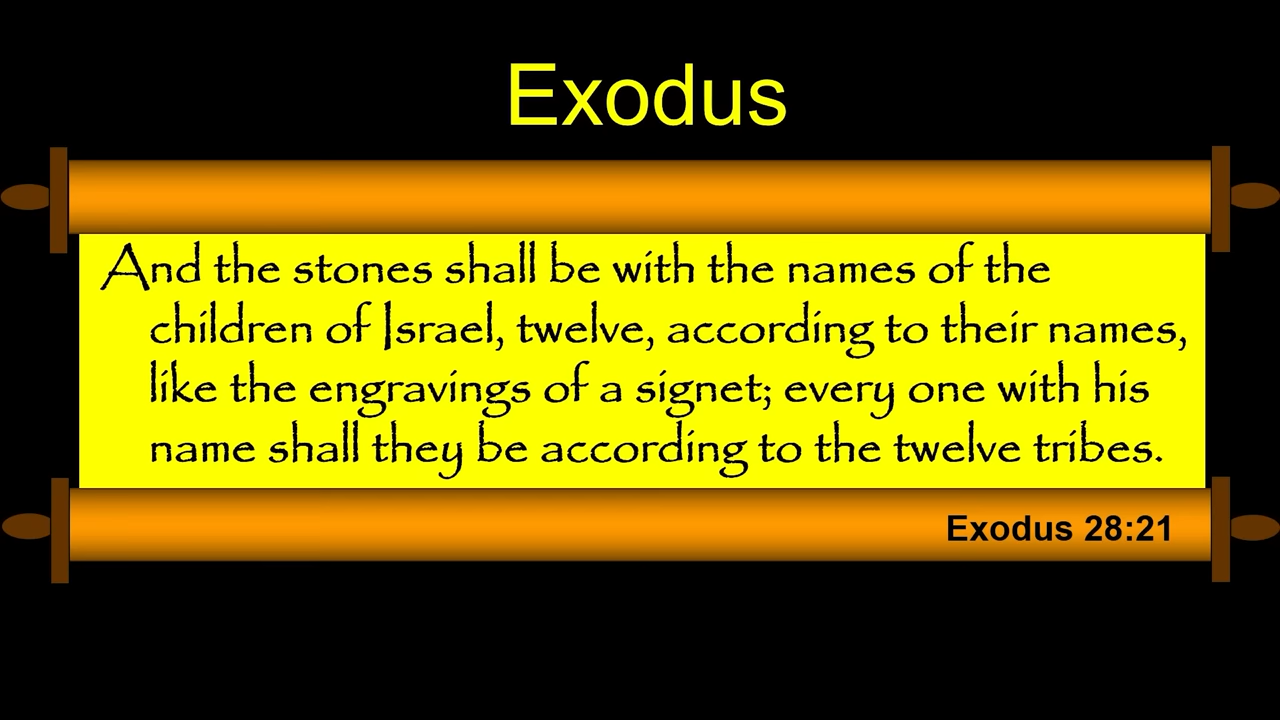 Exodus
And the stones shall be with the names of the
children of Israel, twelve, according to their names,
like the engravings of a signet; every one with his
name shall they be according to the twelve tribes.
Exodus 28:21